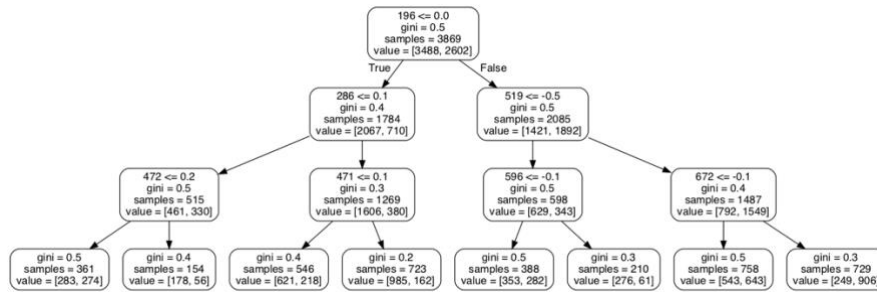 196 <= 0.0
gini = 0.5
samples = 3869
value = [3488, 2602]
True
False
286 <= 0.1
gini = 0.4
samples = 1784
value = [2067, 710]
519 <= -0.5
gini = 0.5
samples = 2085
value = [1421, 1892]
472 <= 0.2
gini = 0.5
samples = 515
value = [461, 330]
471 <= 0.1
gini = 0.3
samples = 1269
value = [1606, 380]
596 <= -0.1
gini = 0.5
samples = 598
value = [629, 343]
672 <= -0.1
gini = 0.4
samples = 1487
value = [792, 1549]
gini = 0.5
samples = 361
value = [283, 274]
gini = 0.4
samples = 154
value = [178, 56]
gini = 0.4
samples = 546
value = [621, 218]
gini = 0.2
samples = 723
value = [985, 162]
gini = 0.5
samples = 388
value = [353, 282]
gini = 0.3
samples = 210
value = [276, 61]
gini = 0.5
samples = 758
value = [543, 643]
gini = 0.3
samples = 729
value = [249, 906]